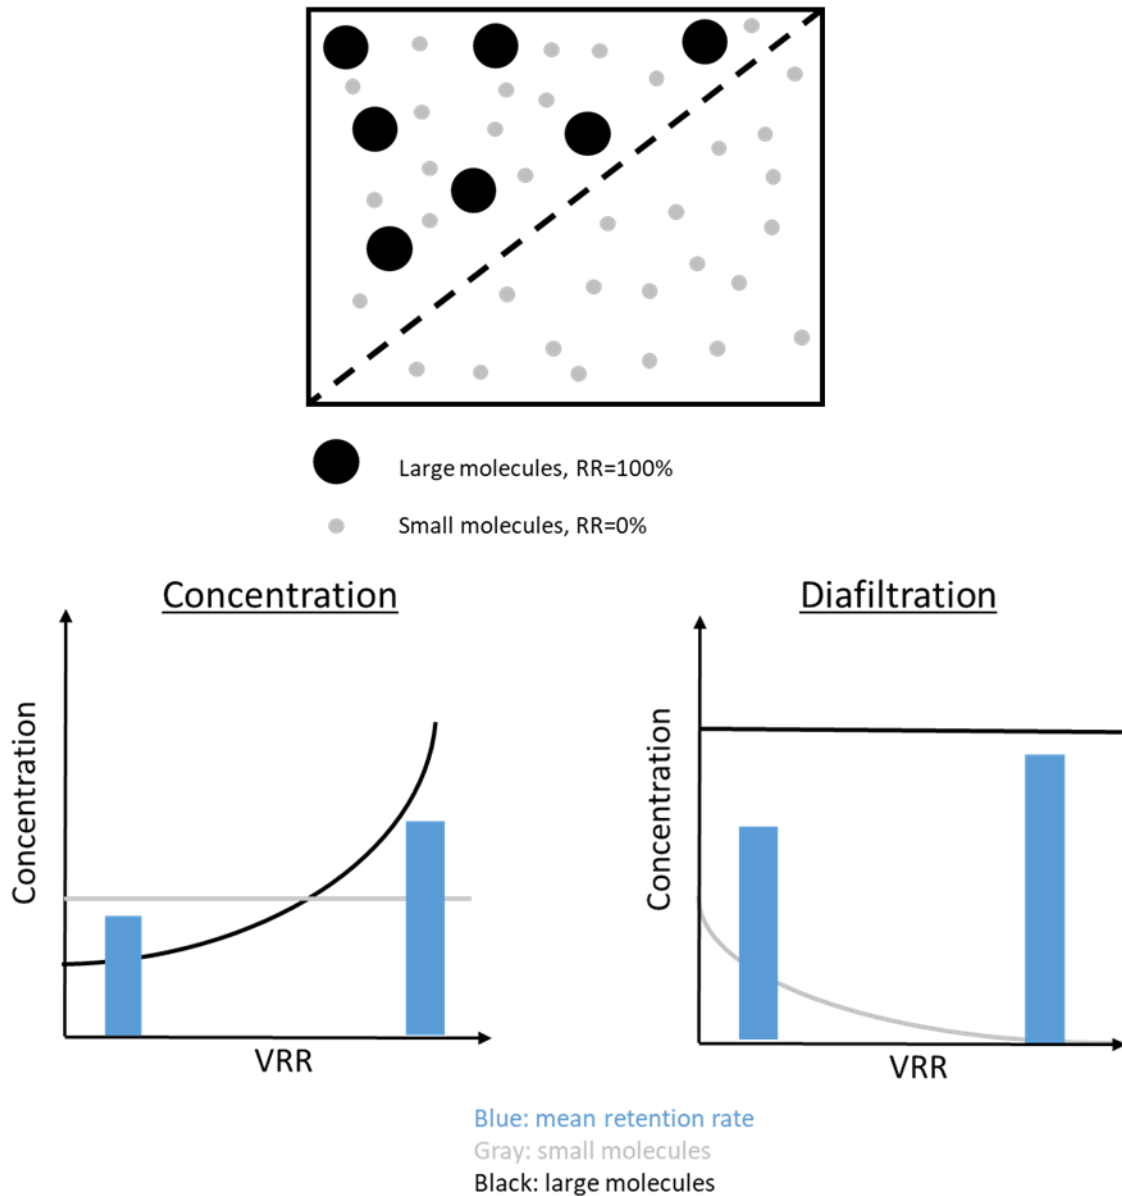 Large molecules, RR=100%
Small molecules, RR=0%
Concentration
Diafiltration
Concentration
VRR
Concentration
VRR
Blue: mean retention rate
Gray: small molecules
Black: large molecules